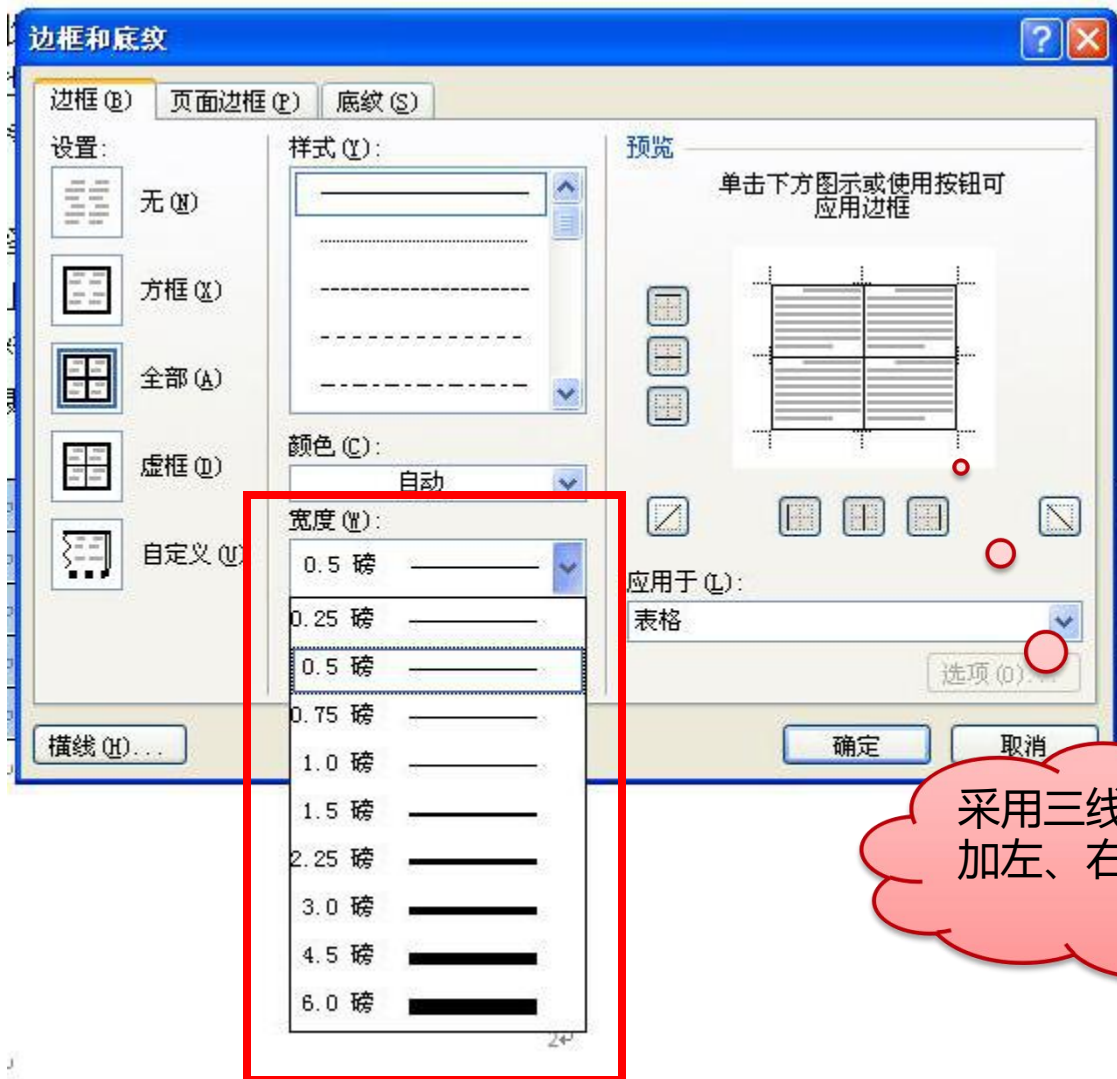 边框和底纹
边框(B) 页面边框(P) 底纹(S)
设置:
无(N)
方框(X)
全部(A)
虚框(D)
自定义(U)
样式(Y):
颜色(C):
自动
宽度(W):
0.5 磅
0.25 磅
0.5 磅
0.75 磅
1.0 磅
1.5 磅
2.25 磅
3.0 磅
4.5 磅
6.0 磅
预览
单击下方图示或使用按钮可
应用边框
应用于(L):
表格
选项(O)...
横线(H)...
确定
取消
采用三线
加左、右
2↵